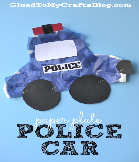 GluedToMyCraftsBlog.com
POLICE
paper plate
POLICE
CAR